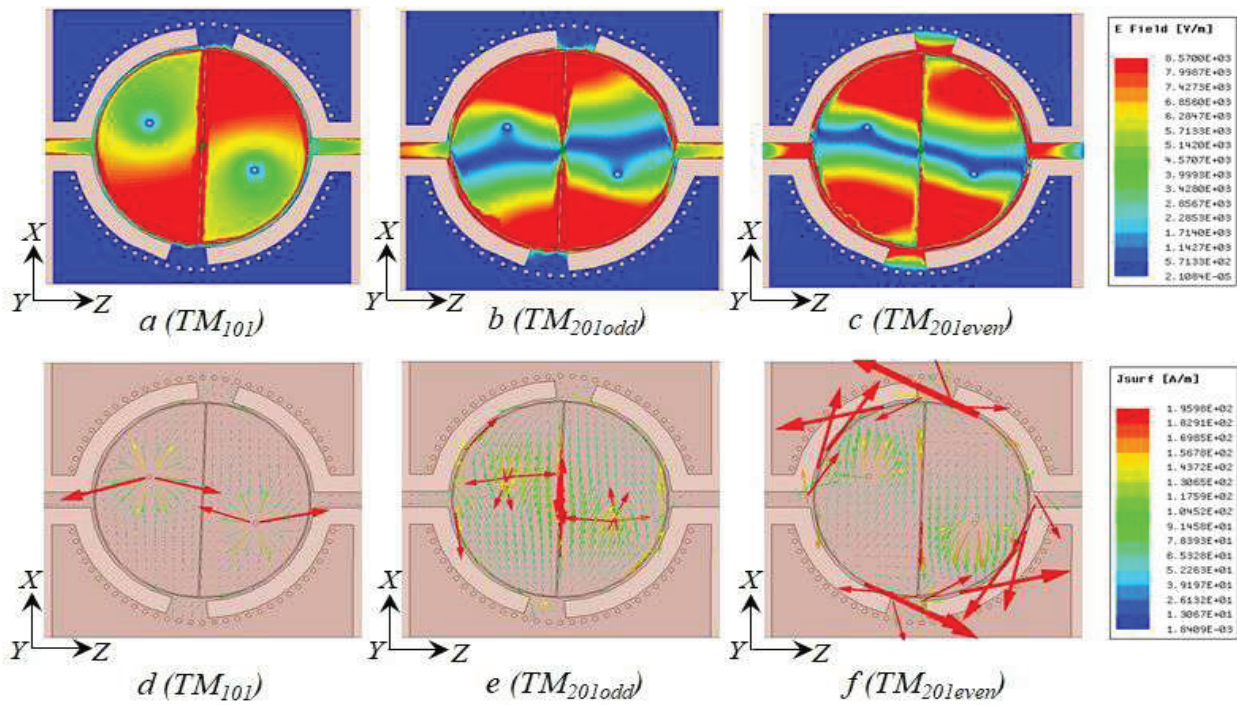 E Field [V/m]
8.5700E+03
7.9987E+03
7.4273E+03
6.8560E+03
6.2847E+03
5.7133E+03
5.1420E+03
4.5707E+03
3.9993E+03
3.4280E+03
2.8567E+03
2.2853E+03
1.7140E+03
1.1427E+03
5.7133E+02
2.1084E-05
X
Y
Z
X
Y
Z
X
Y
Z
a (TM101)
b (TM201odd)
c (TM201even)
Jsurf [A/m]
1.9598E+02
1.8291E+02
1.6985E+02
1.5678E+02
1.4372E+02
1.3065E+02
1.1759E+02
1.0452E+02
9.1458E+01
7.8393E+01
6.5328E+01
5.2263E+01
3.9197E+01
2.6132E+01
1.3067E+01
1.8409E-03
X
Y
Z
X
Y
Z
X
Y
Z
d (TM101)
e (TM201odd)
f (TM201even)